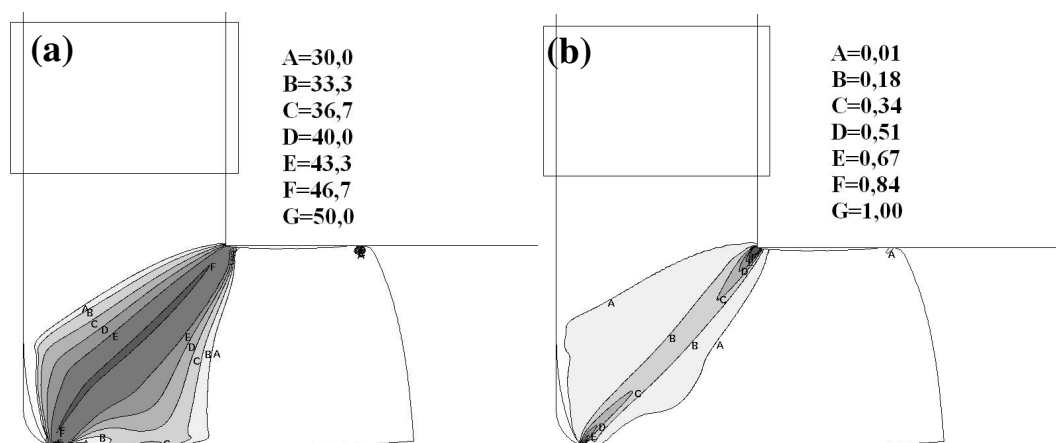 (a)
A=30,0
B=33,3
C=36,7
D=40,0
E=43,3
F=46,7
G=50,0
F
A
B
C
D
E
E
D
C
B
A
F
F
B
C
A
(b)
A=0,01
B=0,18
C=0,34
D=0,51
E=0,67
F=0,84
G=1,00
D
C
A
B
B
A
C
D
E
A